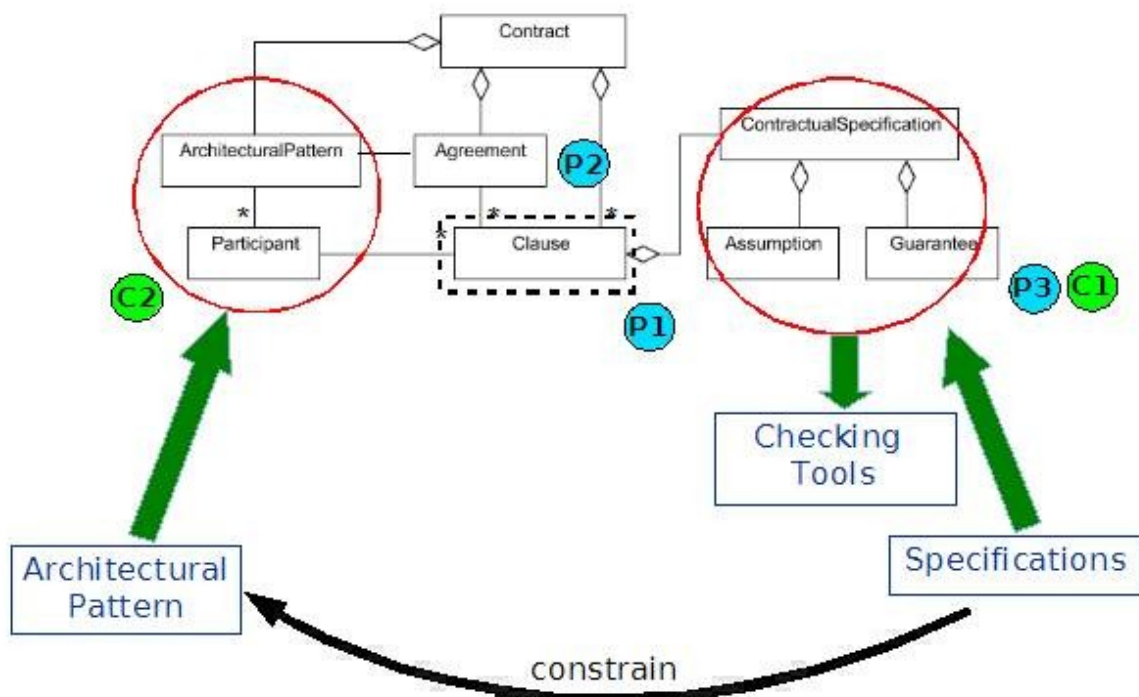 Contract
ContractualSpecification
ArchitecturalPattern
Agreement
P2
*
*
*
*
Participant
Clause
Assumption
Guarantee
C2
P1
P3
C1
Checking
Tools
Architectural
Pattern
Specifications
constrain